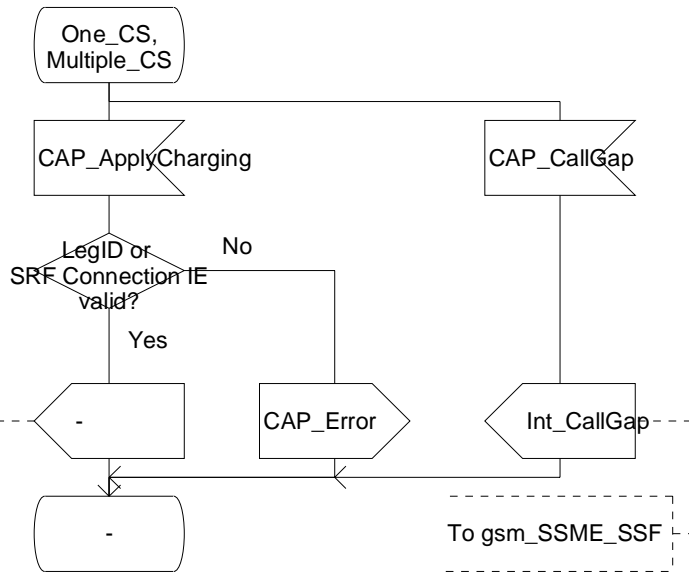 One_CS,
Multiple_CS
CAP_ApplyCharging
CAP_CallGap
LegID or
SRF Connection IE
valid?
No
Yes
-
CAP_Error
Int_CallGap
-
To gsm_SSME_SSF